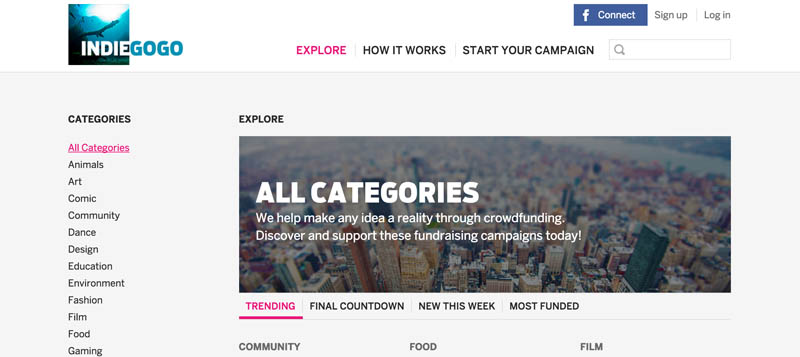 f Connect
Sign up
Log in
INDIEGOGO
EXPLORE
HOW IT WORKS
START YOUR CAMPAIGN
CATEGORIES
All Categories
Animals
Art
Comic
Community
Dance
Design
Education
Environment
Fashion
Film
Food
Gaming
EXPLORE
ALL CATEGORIES
We help make any idea a reality through crowdfunding.
Discover and support these fundraising campaigns today!
TRENDING
FINAL COUNTDOWN
NEW THIS WEEK
MOST FUNDED
COMMUNITY
FOOD
FILM